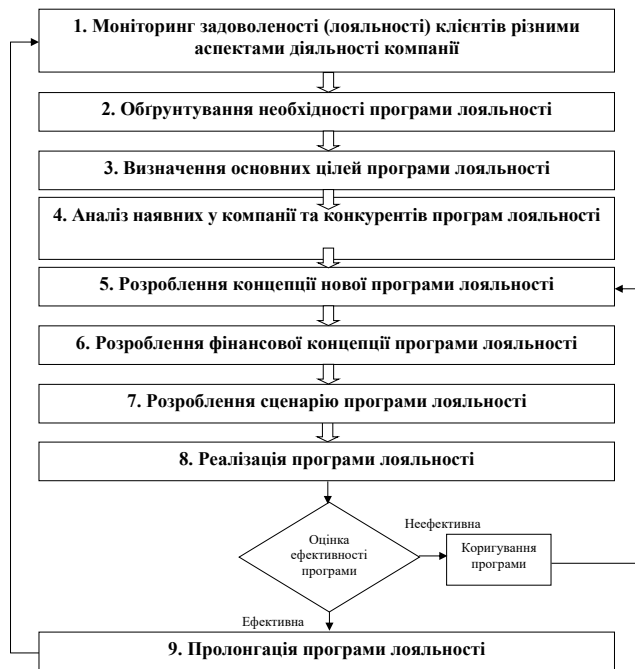 1. Моніторинг задоволеності (лояльності) клієнтів різними
аспектами діяльності компанії
2. Обґрунтування необхідності програми лояльності
3. Визначення основних цілей програми лояльності
4. Аналіз наявних у компанії та конкурентів програм лояльності
5. Розроблення концепції нової програми лояльності
6. Розроблення фінансової концепції програми лояльності
7. Розроблення сценарію програми лояльності
8. Реалізація програми лояльності
Оцінка
ефективності
програми
Неефективна
Коригування
програми
Ефективна
9. Пролонгація програми лояльності